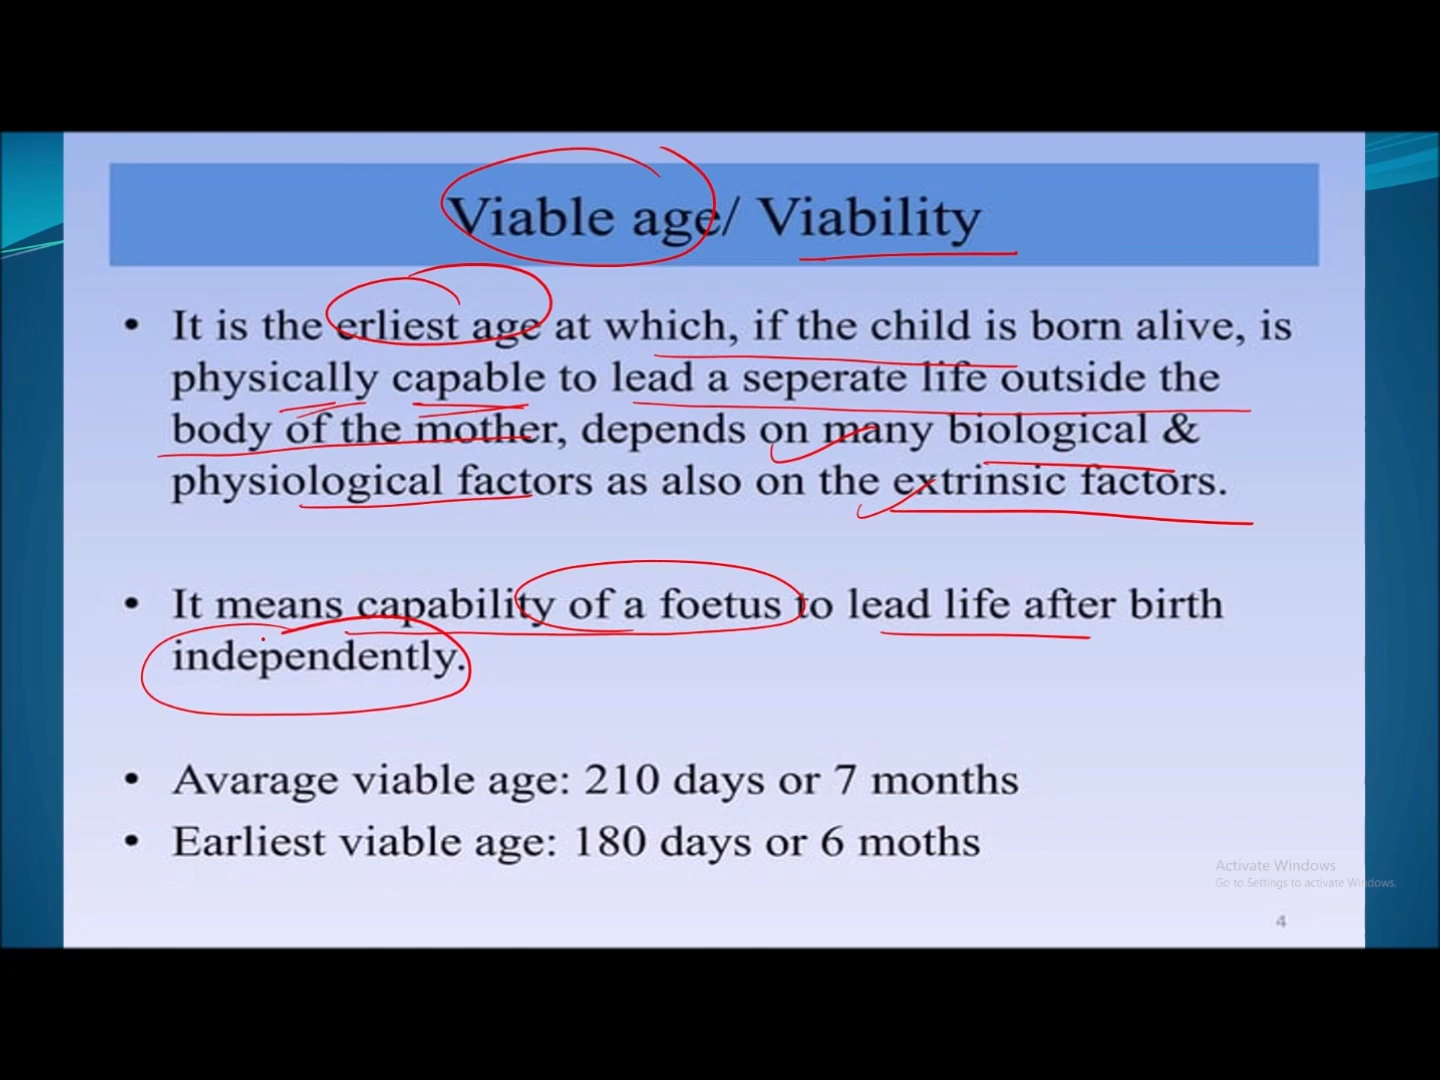 Viable age/ Viability
• It is the erliest age at which, if the child is born alive, is
physically capable to lead a seperate life outside the
body of the mother, depends on many biological &
physiological factors as also on the extrinsic factors.
• It means capability of a foetus to lead life after birth
independently.
• Avarage viable age: 210 days or 7 months
• Earliest viable age: 180 days or 6 moths
Activate Windows
Go to Settings to activate Windows.
4